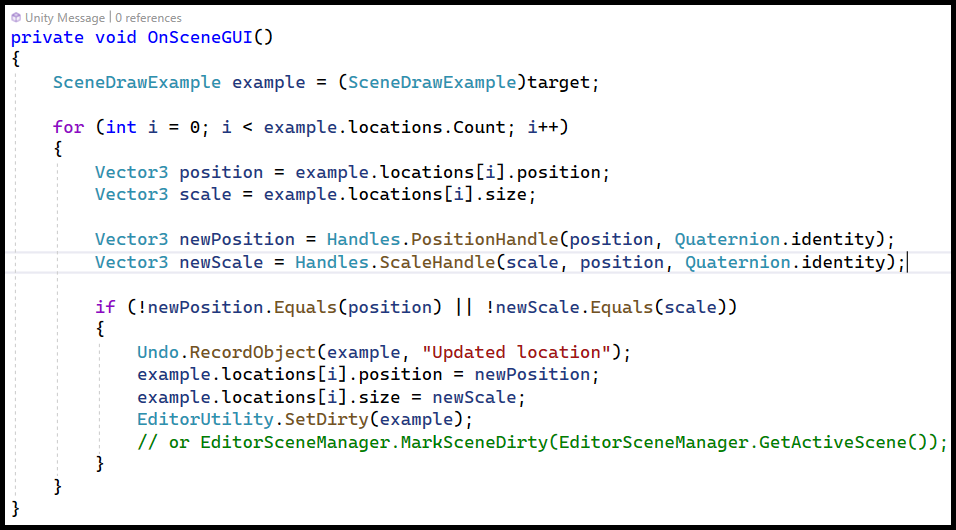 Unity Message | 0 references
private void OnSceneGUI()
{
    SceneDrawExample example = (SceneDrawExample)target;
    for (int i = 0; i < example.locations.Count; i++)
    {
        Vector3 position = example.locations[i].position;
        Vector3 scale = example.locations[i].size;
        Vector3 newPosition = Handles.PositionHandle(position, Quaternion.identity);
        Vector3 newScale = Handles.ScaleHandle(scale, position, Quaternion.identity);
        if (!newPosition.Equals(position) || !newScale.Equals(scale))
        {
            Undo.RecordObject(example, "Updated location");
            example.locations[i].position = newPosition;
            example.locations[i].size = newScale;
            EditorUtility.SetDirty(example);
            // or EditorSceneManager.MarkSceneDirty(EditorSceneManager.GetActiveScene());
        }
    }
}